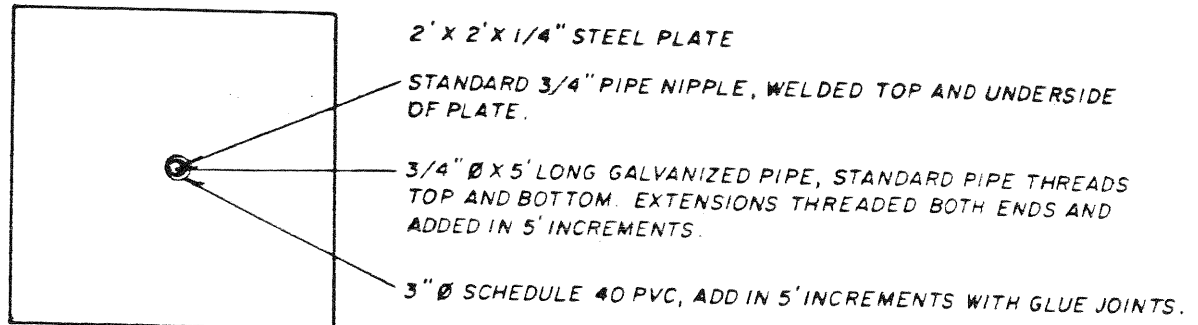 2' X 2' X 1/4" STEEL PLATE
STANDARD 3/4" PIPE NIPPLE, WELDED TOP AND UNDERSIDE
OF PLATE.
3/4" Ø X 5' LONG GALVANIZED PIPE, STANDARD PIPE THREADS
TOP AND BOTTOM. EXTENSIONS THREADED BOTH ENDS AND
ADDED IN 5' INCREMENTS.
3" Ø SCHEDULE 40 PVC, ADD IN 5' INCREMENTS WITH GLUE JOINTS.